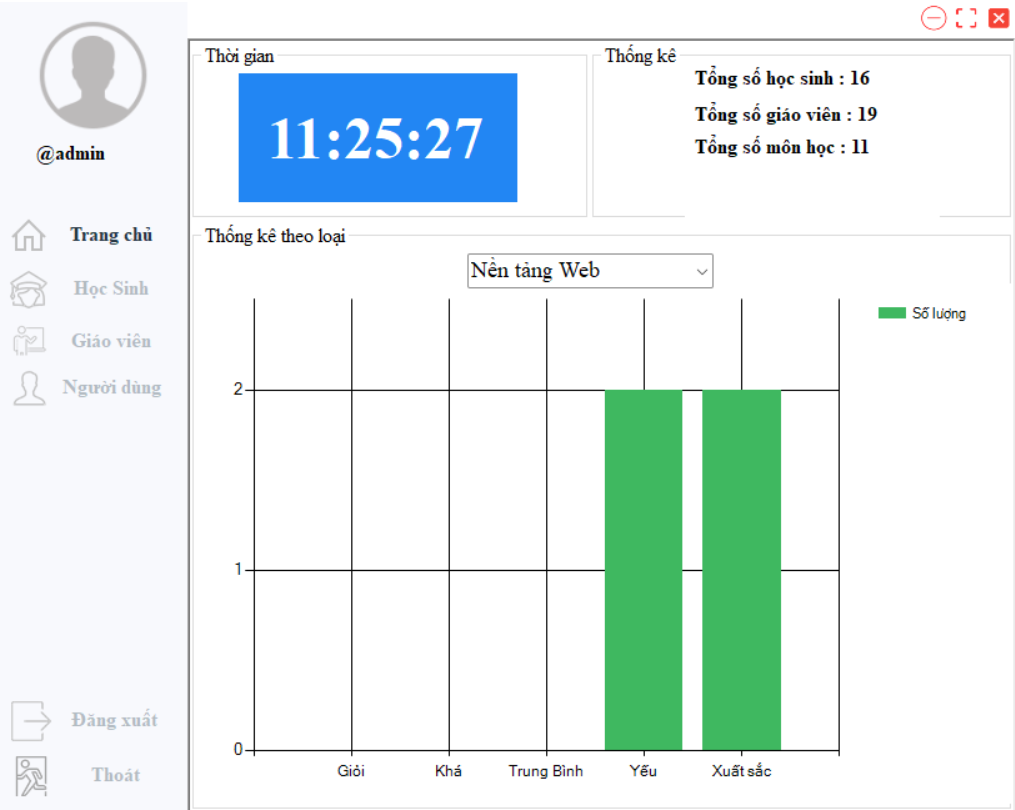 @admin
Trang chủ
Học Sinh
Giáo viên
Người dùng
Đăng xuất
Thoát
Thời gian
11:25:27
Thống kê
Tổng số học sinh : 16
Tổng số giáo viên : 19
Tổng số môn học : 11
Thống kê theo loại
Nền tảng Web
Số lượng
2
1
0
Giỏi Khá Trung Bình Yếu Xuất sắc